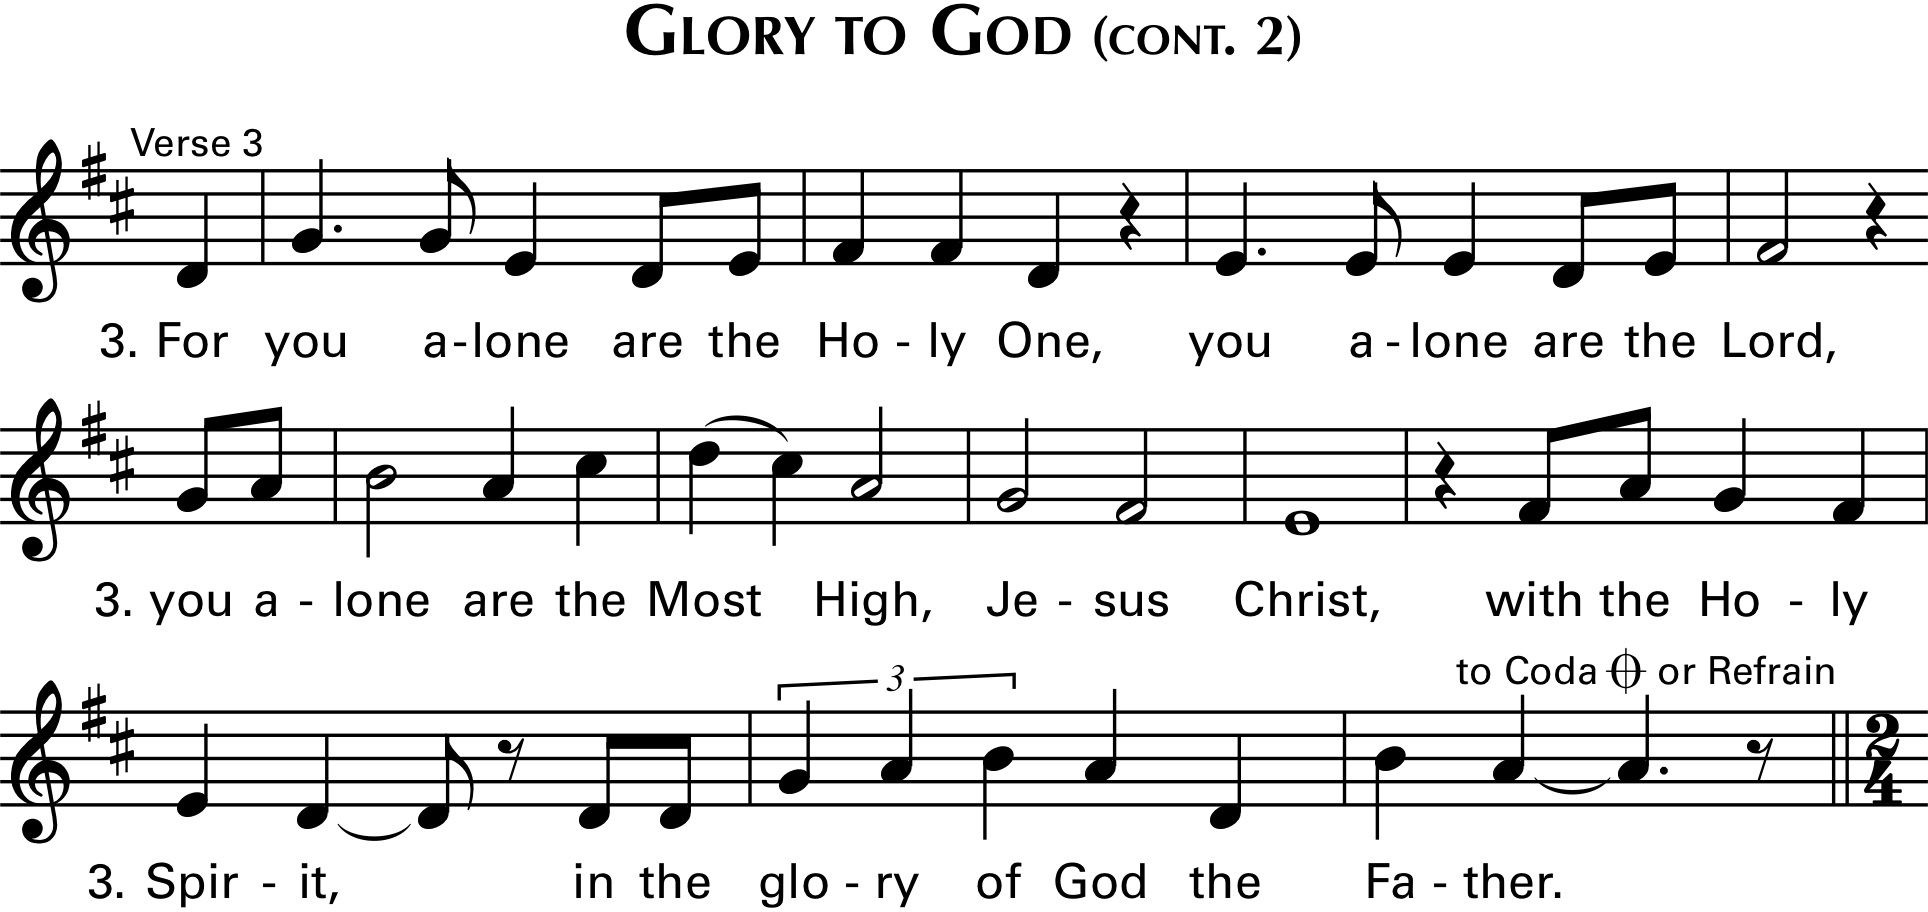 GLORY TO GOD (CONT. 2)
Verse 3
3. For you a-lone are the Ho - ly One, you a - lone are the Lord,
3. you a - lone are the Most High, Je - sus Christ, with the Ho - ly
to Coda or Refrain
3
2
4
3. Spir - it, in the glo - ry of God the Fa - ther.